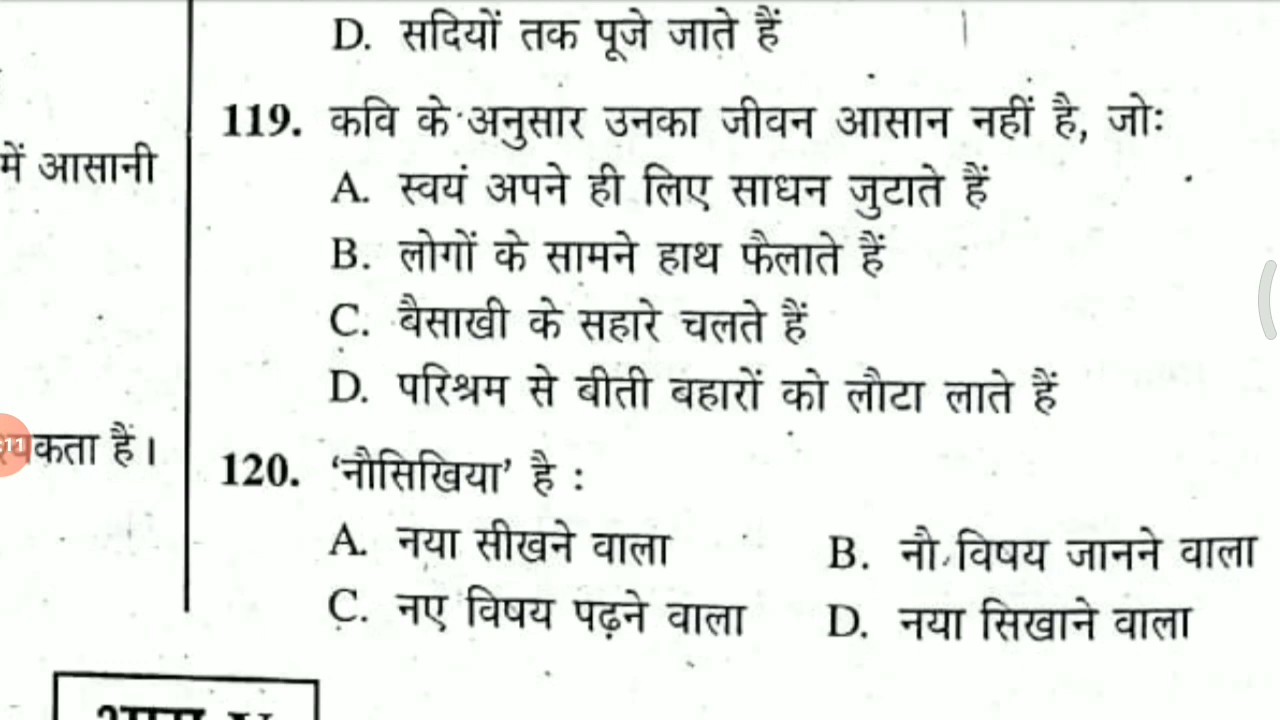 D. सदियों तक पूजे जाते हैं
119. कवि के अनुसार उनका जीवन आसान नहीं है, जोः
में आसानी
A. स्वयं अपने ही लिए साधन जुटाते हैं
B. लोगों के सामने हाथ फैलाते हैं
C. बैसाखी के सहारे चलते हैं
D. परिश्रम से बीती बहारों को लौटा लाते हैं
:11
कता हैं।
120. ‘नौसिखिया’ है :
A. नया सीखने वाला B. नौ विषय जानने वाला
C. नए विषय पढ़ने वाला D. नया सिखाने वाला